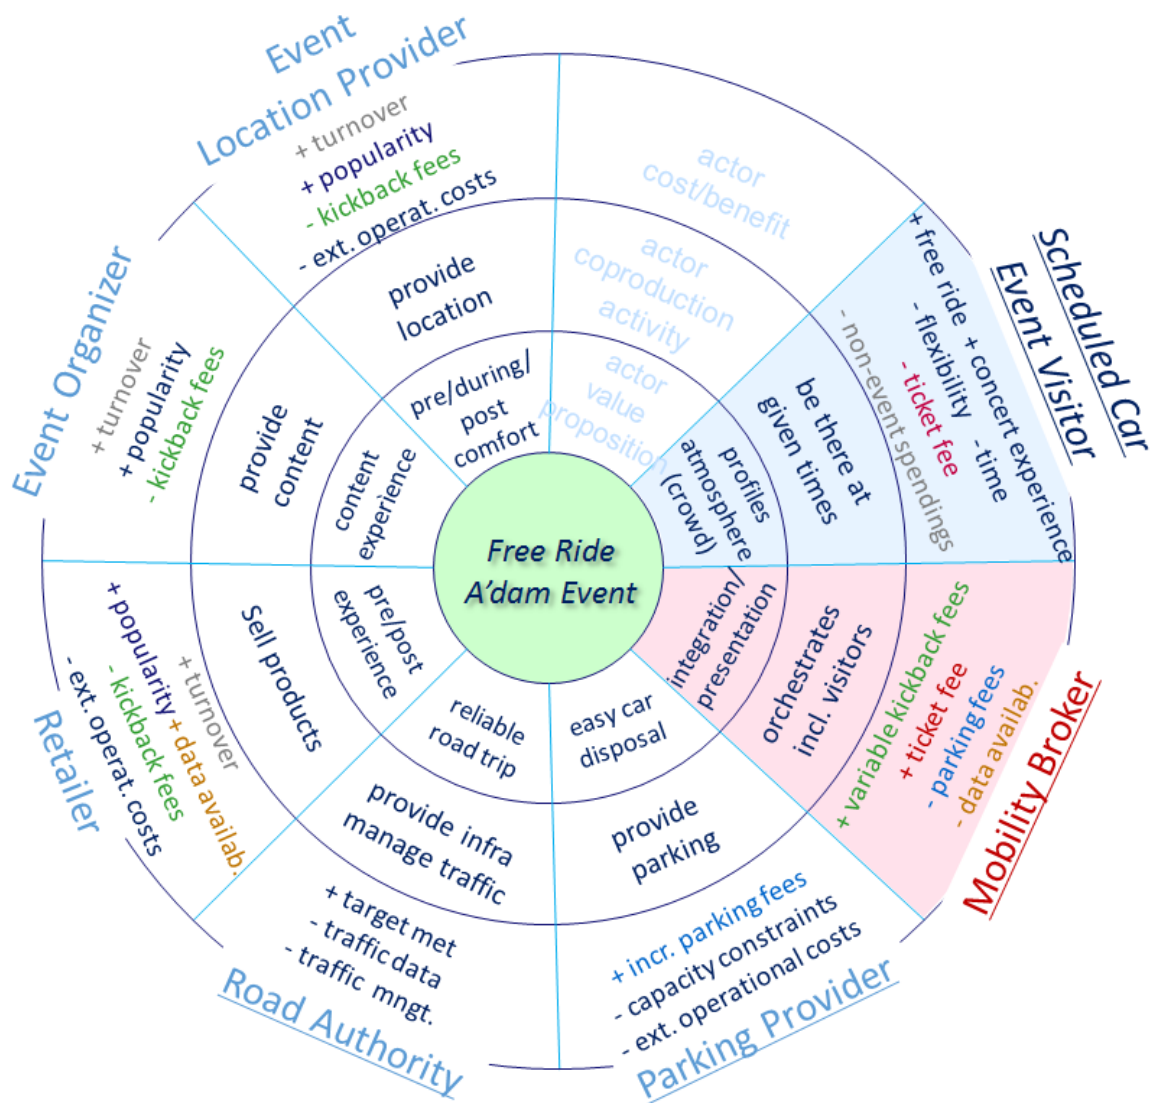 Event
Location Provider
+ turnover
+ popularity
- kickback fees
- ext. operat. costs
provide
location
pre/during/
post
comfort
actor
cost/benefit
actor
coproduction
activity
actor
value
proposition
Scheduled Car
Event Visitor
+ free ride + concert experience
- flexibility - time
- ticket fee
- non-event spendings
be there at
given times
profiles
atmosphere
(crowd)
Mobility Broker
+ variable kickback fees
+ ticket fee
- parking fees
- data availab.
orchestrates
incl. visitors
integration/
presentation
Parking Provider
+ incr. parking fees
- capacity constraints
- ext. operational costs
provide
parking
easy car
disposal
Road Authority
+ target met
- traffic data
- traffic mngt.
provide infra
manage traffic
reliable
road trip
Retailer
+ turnover
+ popularity + data availab.
- kickback fees
- ext. operat. costs
Sell products
pre/post
experience
Event Organizer
+ turnover
+ popularity
- kickback fees
provide
content
content
experience
Free Ride
A'dam Event